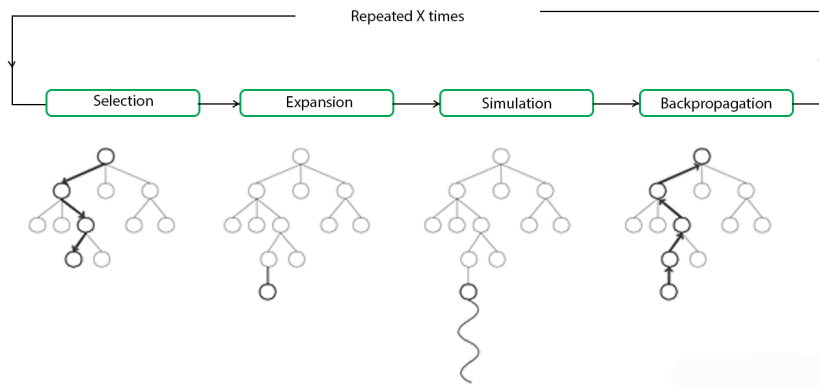 Repeated X times
Selection
Expansion
Simulation
Backpropagation